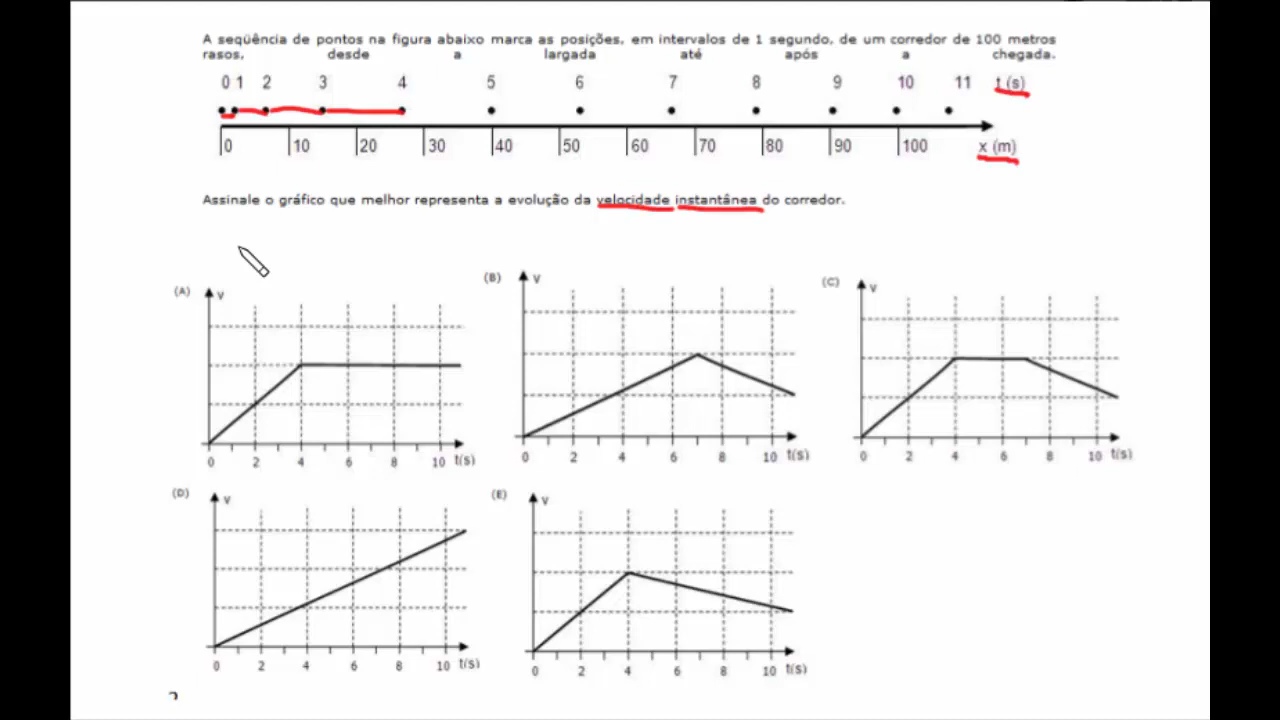 A seqüência de pontos na figura abaixo marca as posições, em intervalos de 1 segundo, de um corredor de 100 metros
rasos, desde a largada até após a chegada.
0 1 2 3 4 5 6 7 8 9 10 11 t (s)
0 10 20 30 40 50 60 70 80 90 100 x (m)
Assinale o gráfico que melhor representa a evolução da velocidade instantânea do corredor.
(A) v
0 2 4 6 8 10 t(s)
(B) v
0 2 4 6 8 10 t(s)
(C) v
0 2 4 6 8 10 t(s)
(D) v
0 2 4 6 8 10 t(s)
(E) v
0 2 4 6 8 10 t(s)